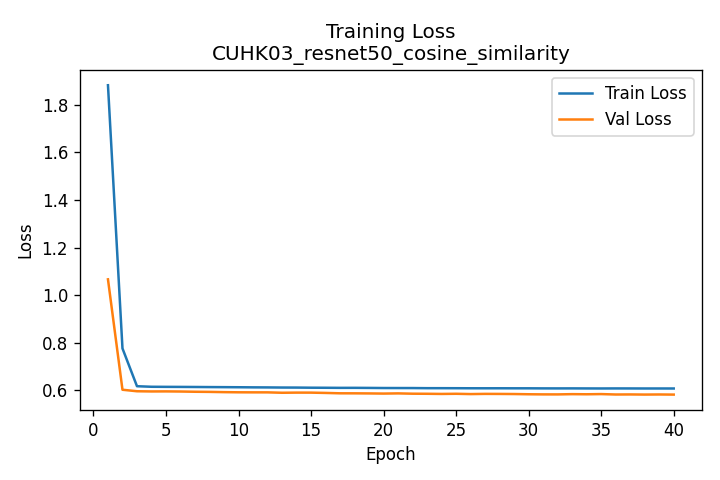 Training Loss
CUHK03_resnet50_cosine_similarity
Train Loss
Val Loss
1.8
1.6
1.4
1.2
1.0
0.8
0.6
Loss
0 5 10 15 20 25 30 35 40
Epoch